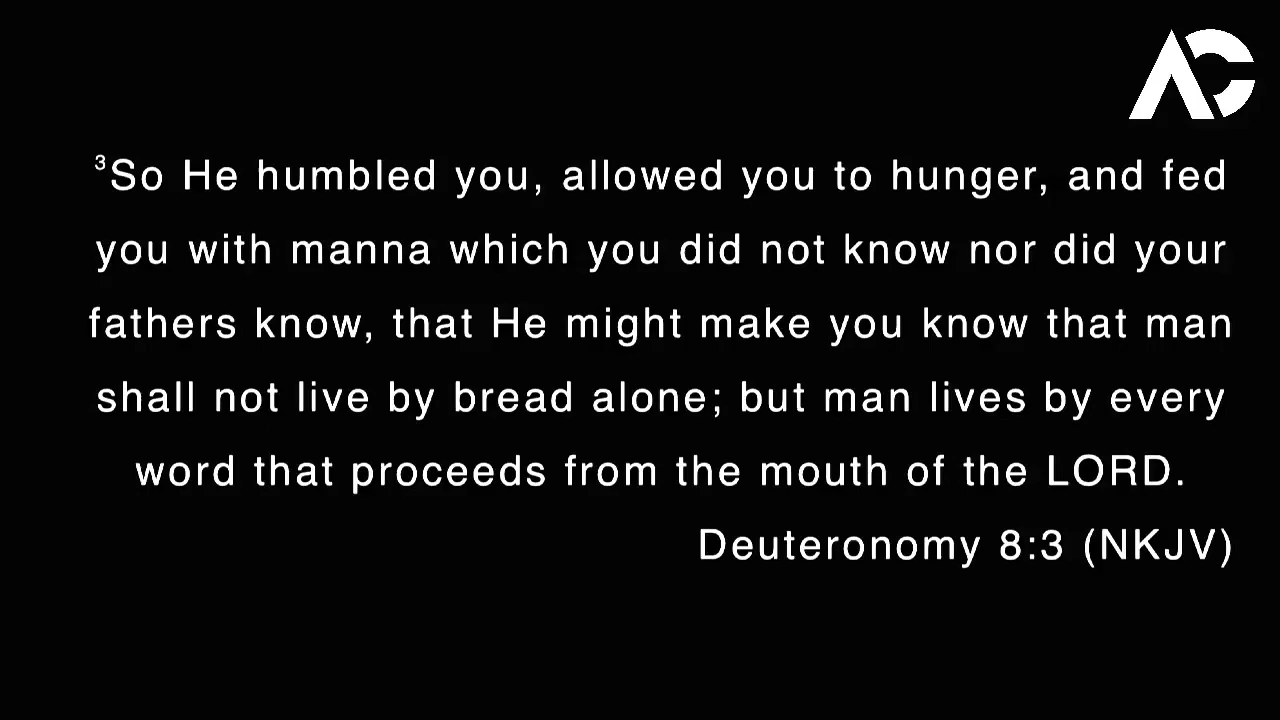 AC
³So He humbled you, allowed you to hunger, and fed
you with manna which you did not know nor did your
fathers know, that He might make you know that man
shall not live by bread alone; but man lives by every
word that proceeds from the mouth of the LORD.
Deuteronomy 8:3 (NKJV)